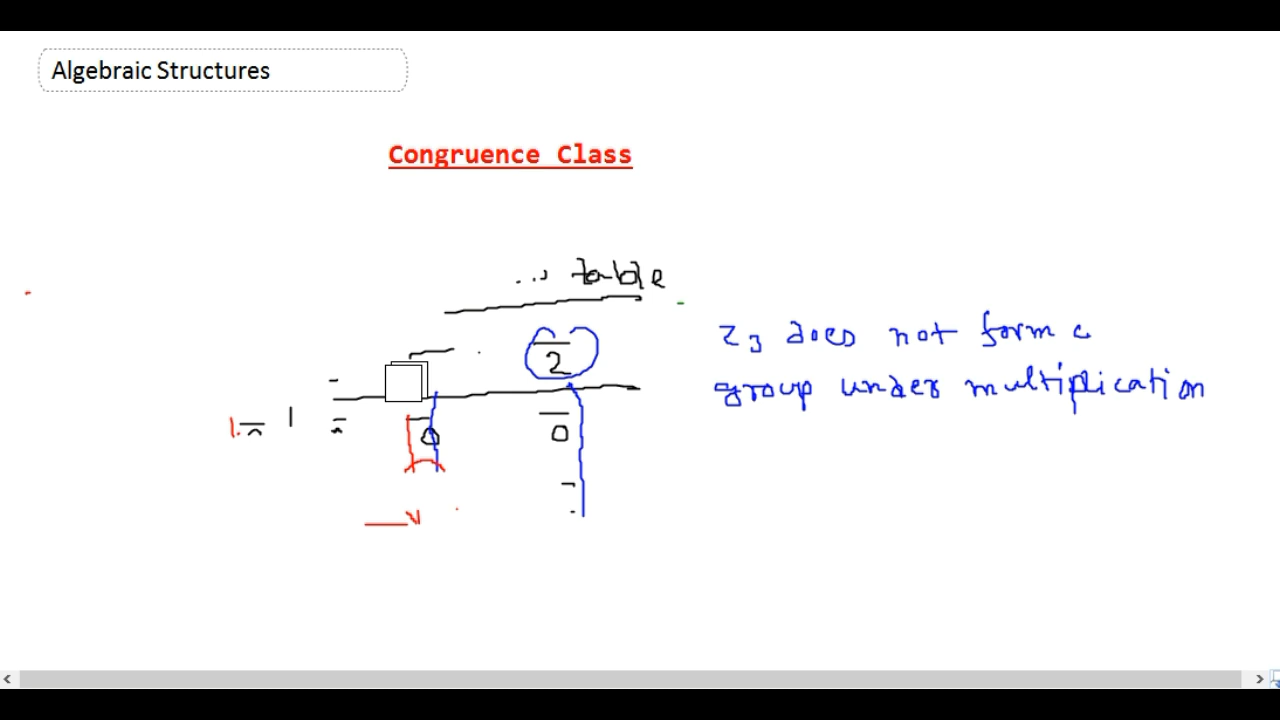 Algebraic Structures
Congruence Class
table
Z3 does not form a
2
group under multiplication
0 0